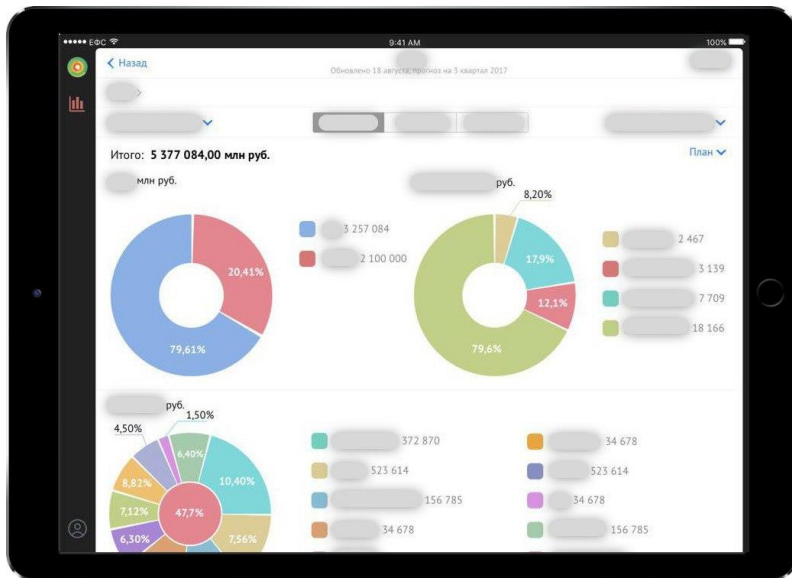 ЕФС 9:41 AM 100%
Назад
Обновлено 18 августа, прогноз на 3 квартал 2017
Итого: 5 377 084,00 млн руб.
План
млн руб.
20,41%
79,61%
3 257 084
2 100 000
руб.
8,20%
17,9%
12,1%
79,6%
2 467
3 139
7 709
18 166
руб.
1,50%
4,50%
6,40%
10,40%
8,82%
7,12%
47,7%
6,30%
7,56%
372 870
523 614
156 785
34 678
34 678
523 614
34 678
156 785